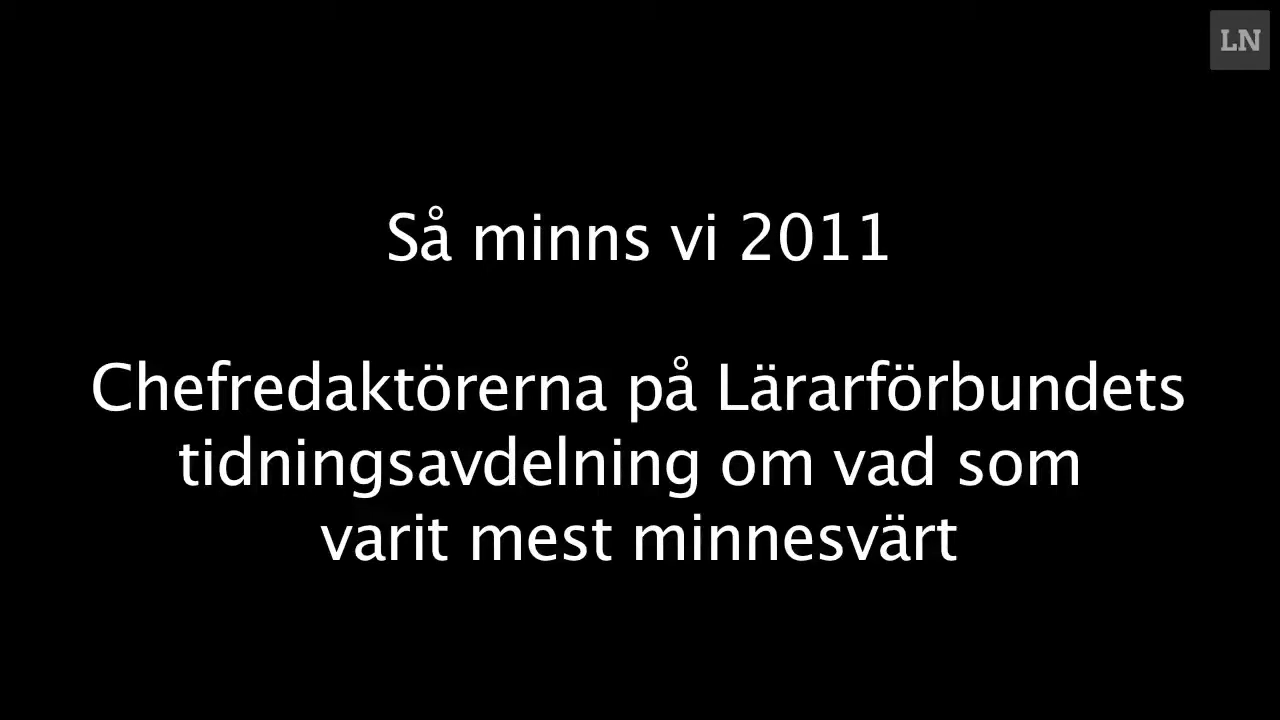 LN
Så minns vi 2011
Chefredaktörerna på Lärarförbundets
tidningsavdelning om vad som
varit mest minnesvärt